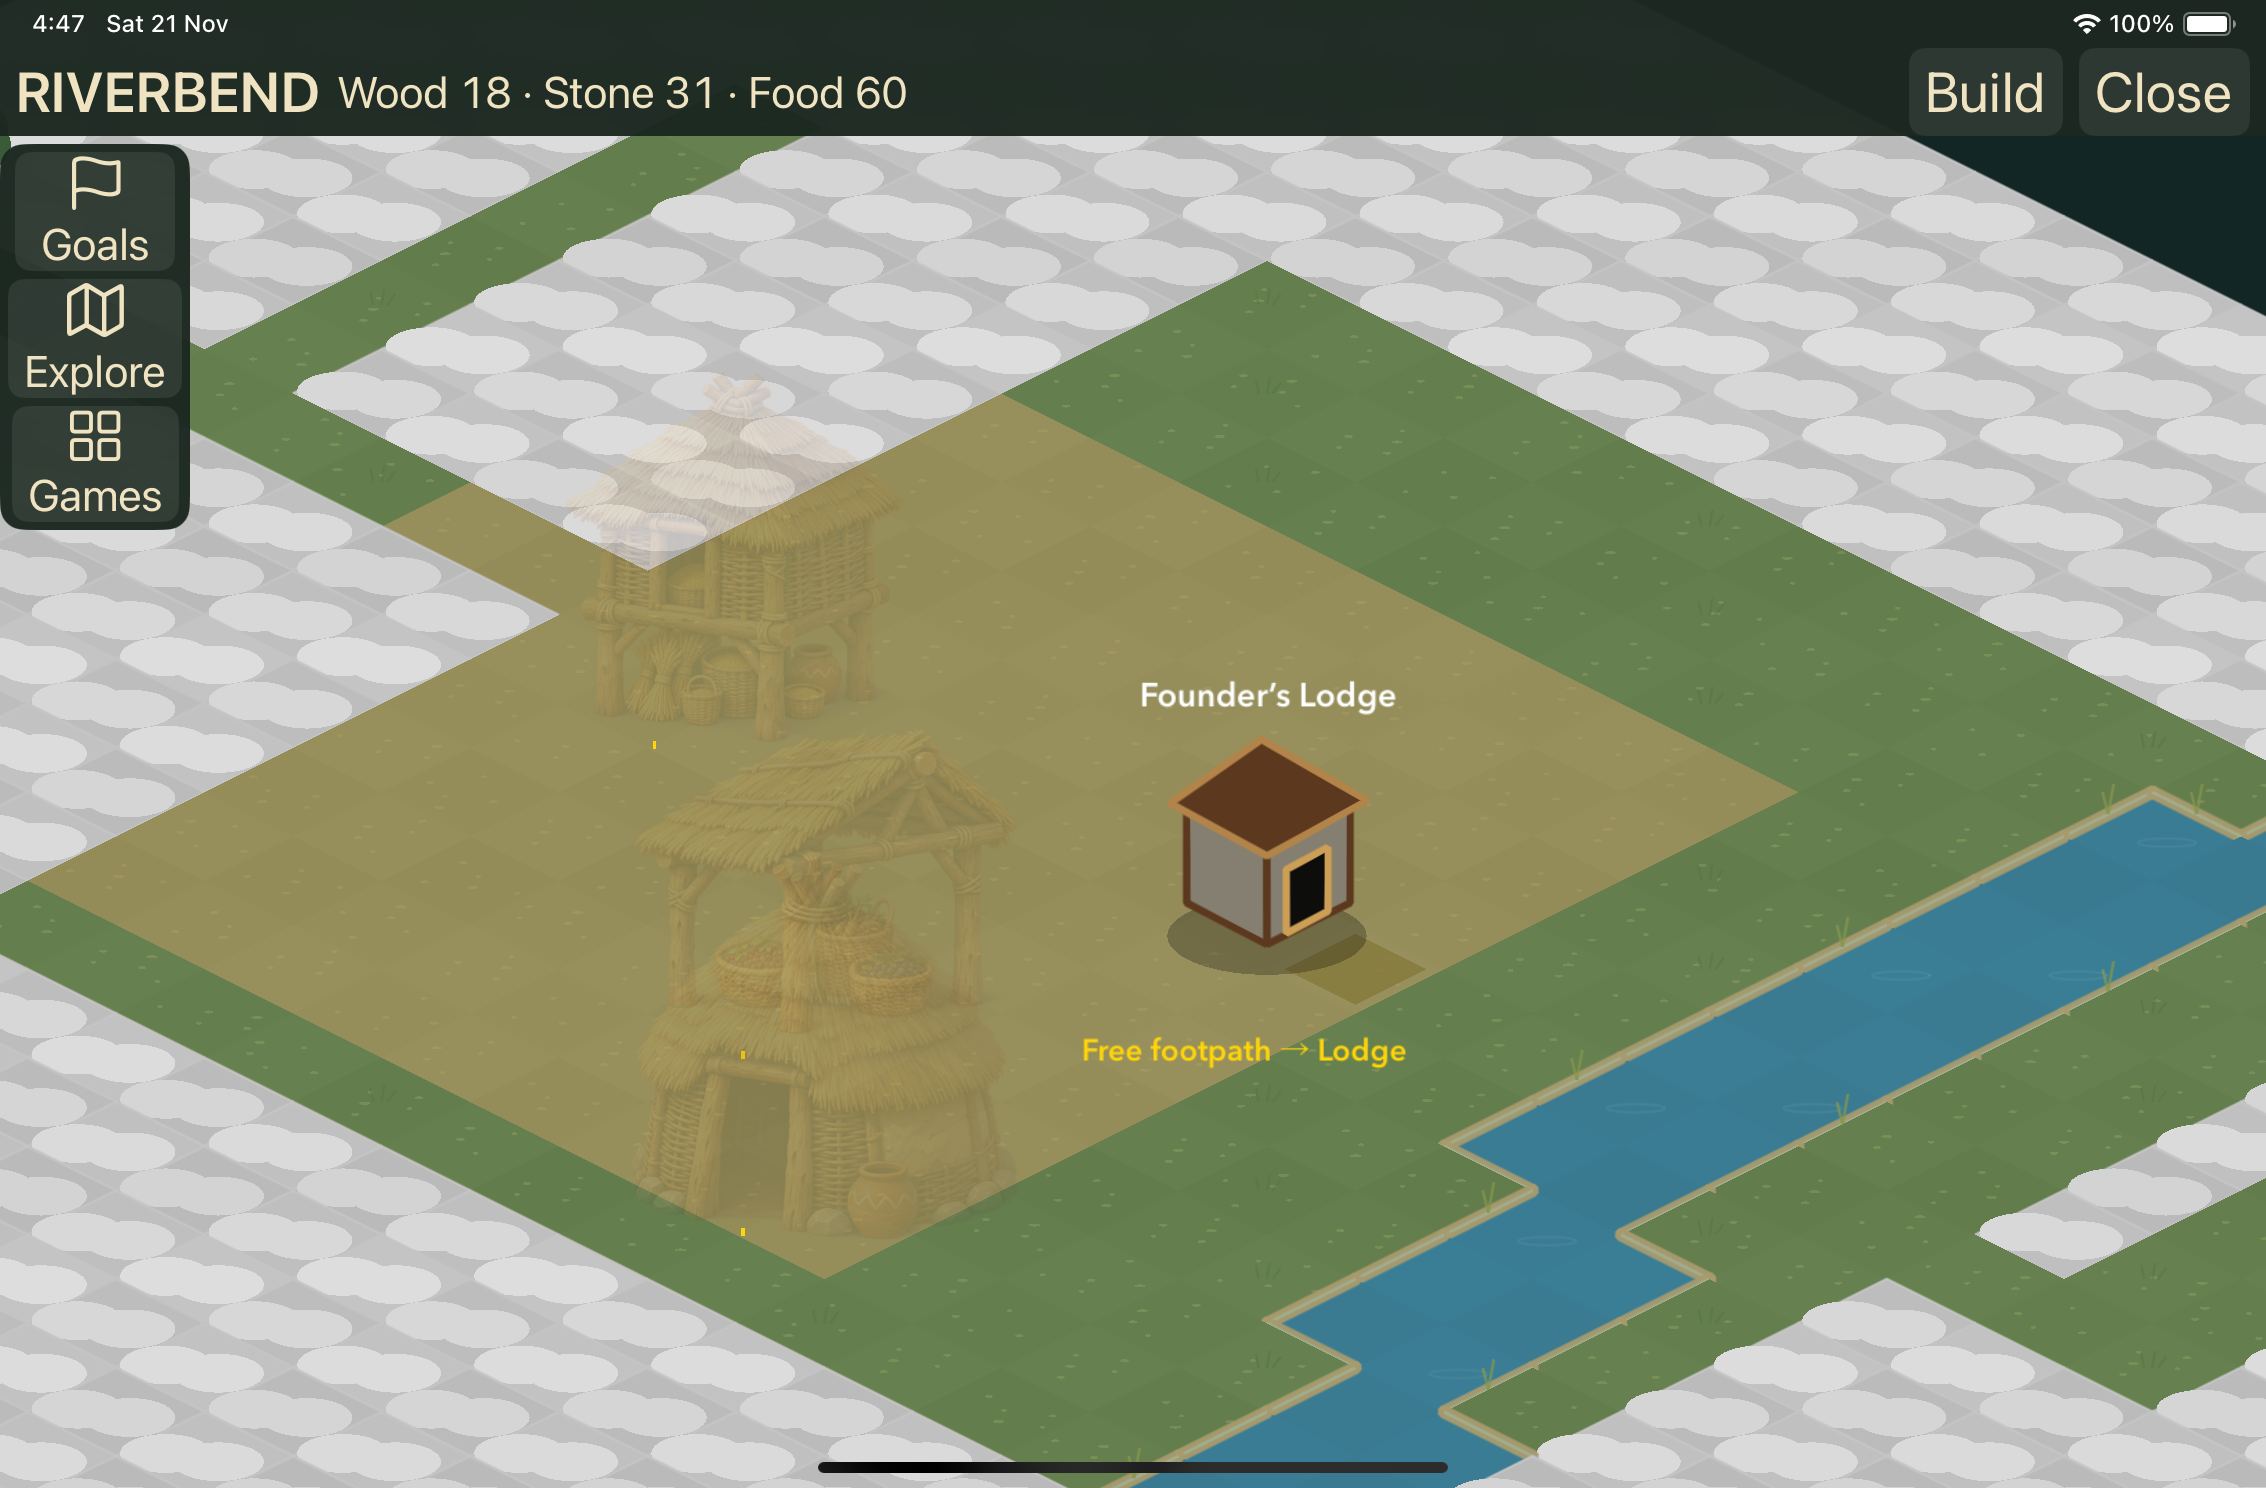 4:47 Sat 21 Nov 100%
RIVERBEND Wood 18 · Stone 31 · Food 60 Build Close
Goals
Explore
Games
Founder’s Lodge
Free footpath → Lodge